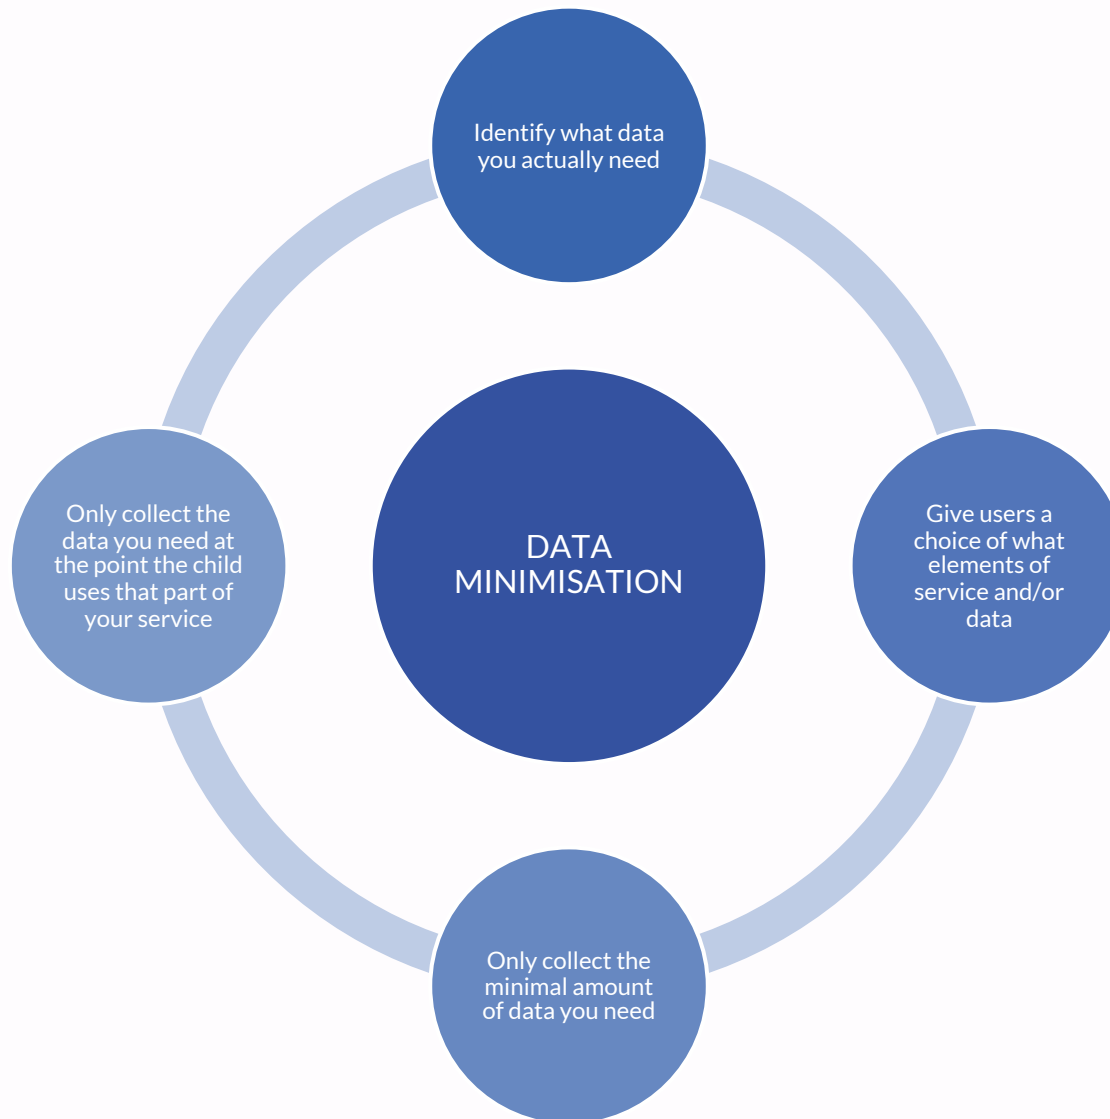 Identify what data
you actually need
Only collect the
data you need at
the point the child
uses that part of
your service
DATA
MINIMISATION
Give users a
choice of what
elements of
service and/or
data
Only collect the
minimal amount
of data you need